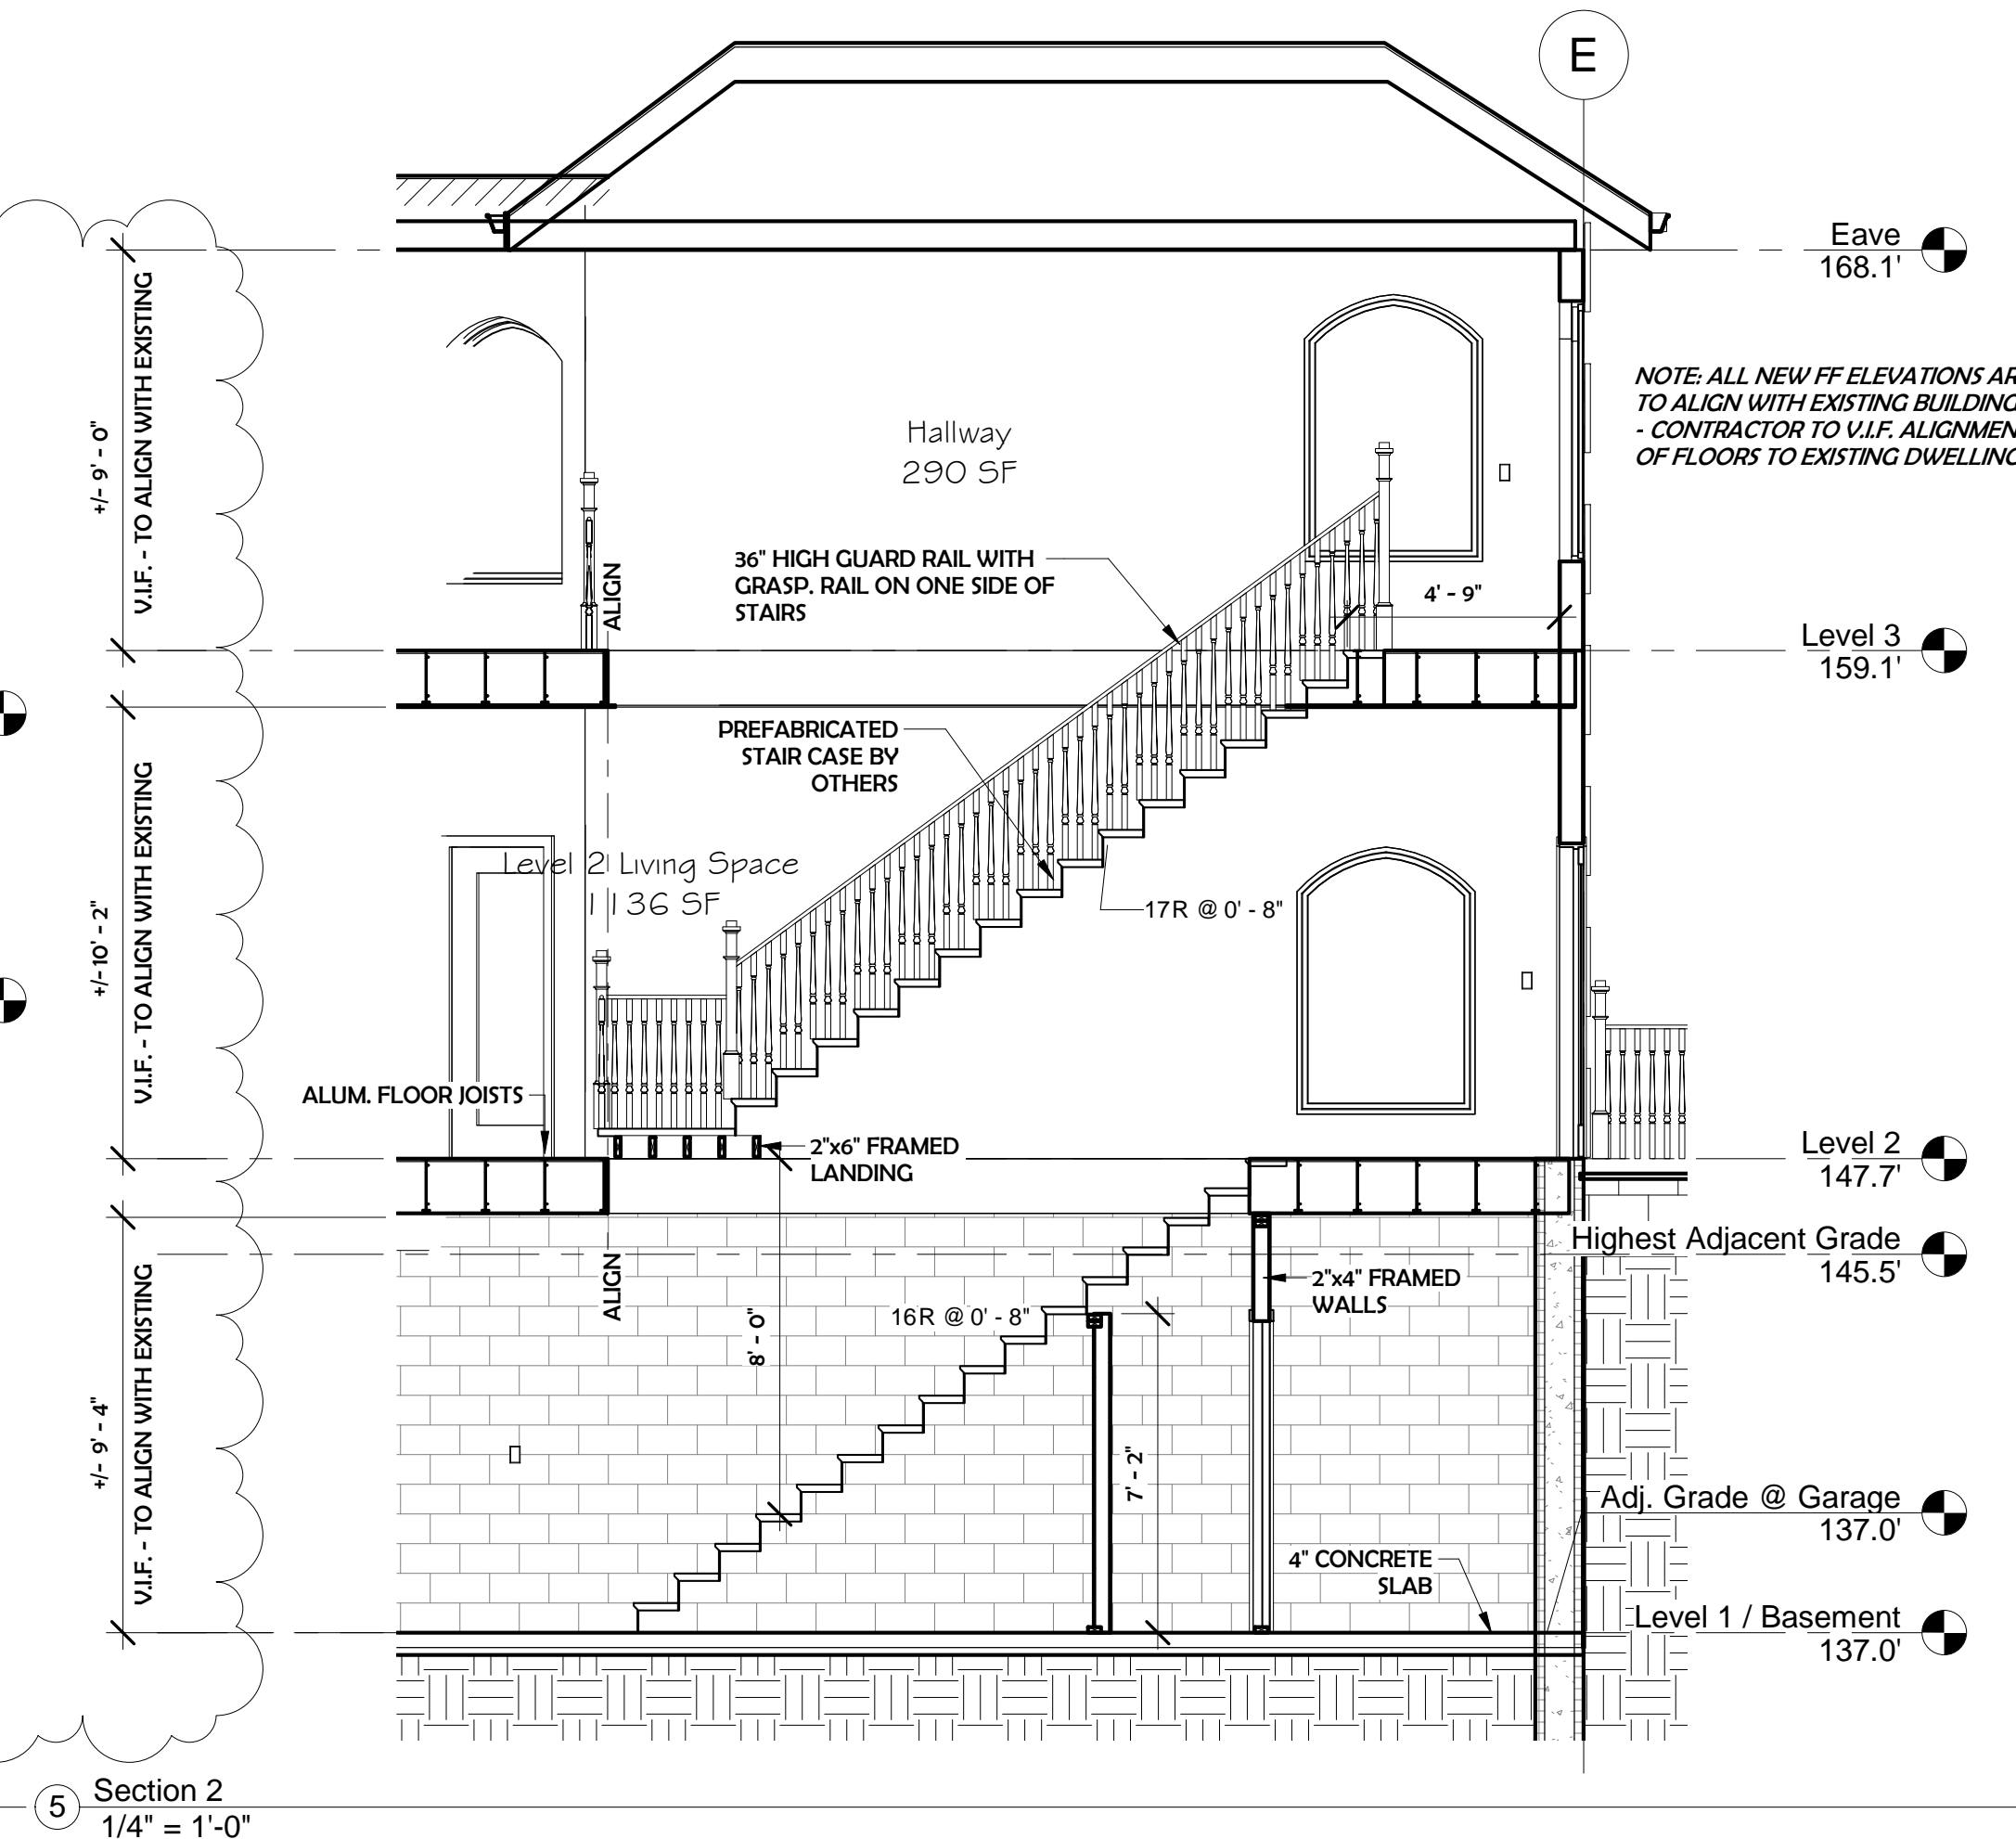 E
Eave
168.1'
NOTE: ALL NEW FF ELEVATIONS AR
TO ALIGN WITH EXISTING BUILDING
- CONTRACTOR TO V.I.F. ALIGNMEN
OF FLOORS TO EXISTING DWELLING
+/- 9' - 0"
V.I.F. - TO ALIGN WITH EXISTING
Hallway
290 SF
36" HIGH GUARD RAIL WITH
GRASP. RAIL ON ONE SIDE OF
STAIRS
ALIGN
4' - 9"
Level 3
159.1'
PREFABRICATED
STAIR CASE BY
OTHERS
+/- 10' - 2"
V.I.F. - TO ALIGN WITH EXISTING
Level 2 Living Space
1136 SF
17R @ 0' - 8"
ALUM. FLOOR JOISTS
2"x6" FRAMED
LANDING
Level 2
147.7'
Highest Adjacent Grade
145.5'
ALIGN
2"x4" FRAMED
WALLS
16R @ 0' - 8"
8' - 0"
+/- 9' - 4"
V.I.F. - TO ALIGN WITH EXISTING
7' - 2"
Adj. Grade @ Garage
137.0'
4" CONCRETE
SLAB
Level 1 / Basement
137.0'
5
Section 2
1/4" = 1'-0"